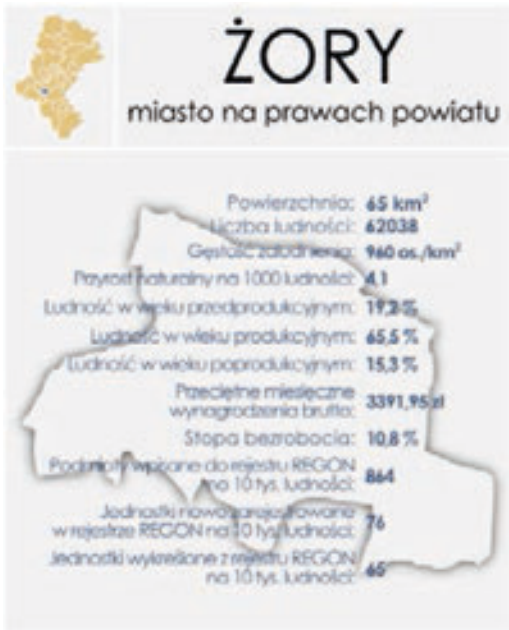 ŻORY
miasto na prawach powiatu
Powierzchnia: 65 km²
Liczba ludności: 62038
Gęstość zaludnienia: 960 os./km²
Przyrost naturalny na 1000 ludności: 4,1
Ludność w wieku przedprodukcyjnym: 19,2 %
Ludność w wieku produkcyjnym: 65,5 %
Ludność w wieku poprodukcyjnym: 15,3 %
Przeciętne miesięczne
wynagrodzenia brutto: 3391,95 zł
Stopa bezrobocia: 10,8 %
Podmioty wpisane do rejestru REGON
na 10 tys. ludności: 864
Jednostki nowo zarejestrowane
w rejestrze REGON na 10 tys. ludności: 76
Jednostki wykreślone z rejestru REGON
na 10 tys. ludności: 65